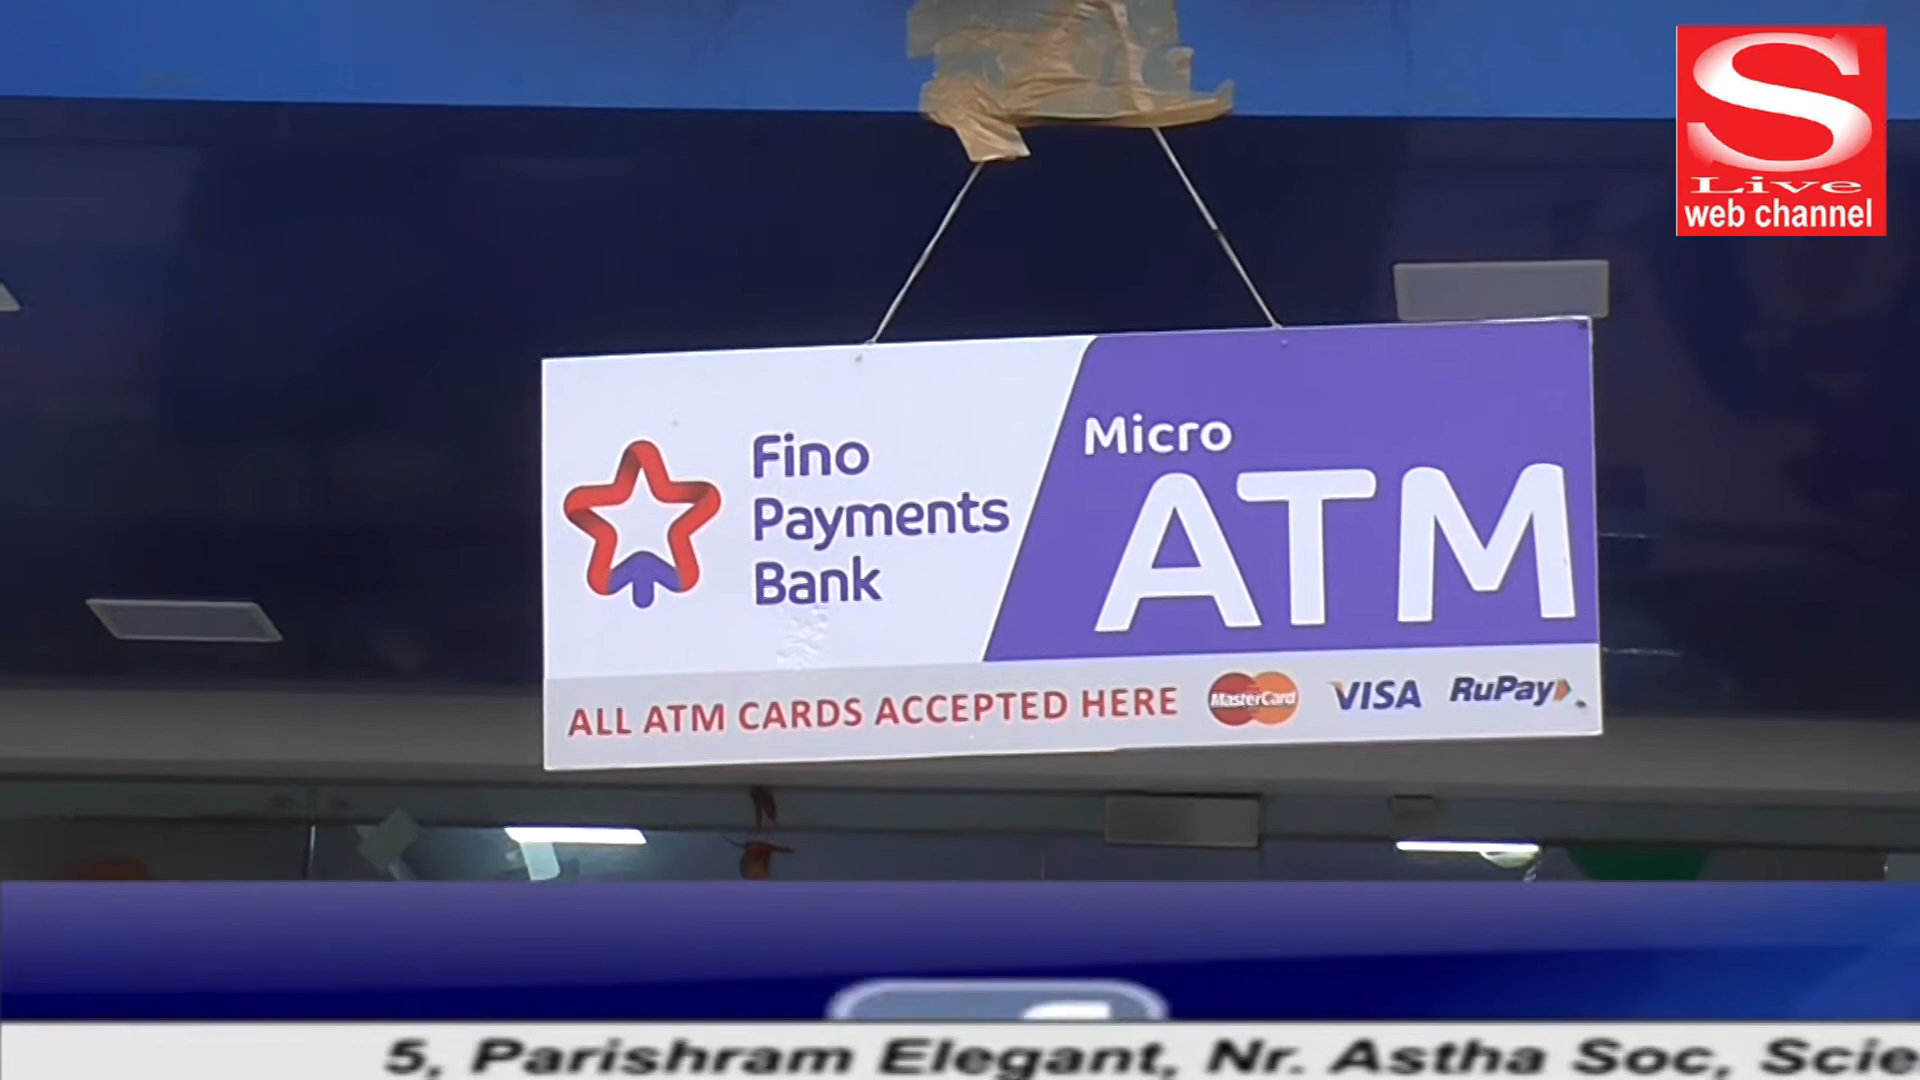 S
Live
web channel
Fino
Payments
Bank
Micro
ATM
ALL ATM CARDS ACCEPTED HERE
MasterCard
VISA
RuPay
5, Parishram Elegant, Nr. Astha Soc,